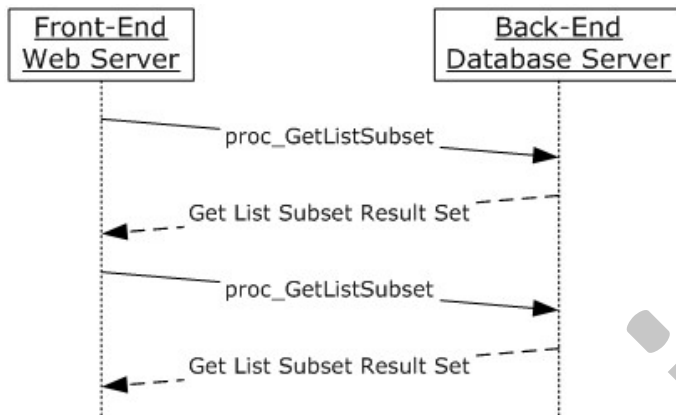 Front-End
Web Server
Back-End
Database Server
proc_GetListSubset
Get List Subset Result Set
proc_GetListSubset
Get List Subset Result Set